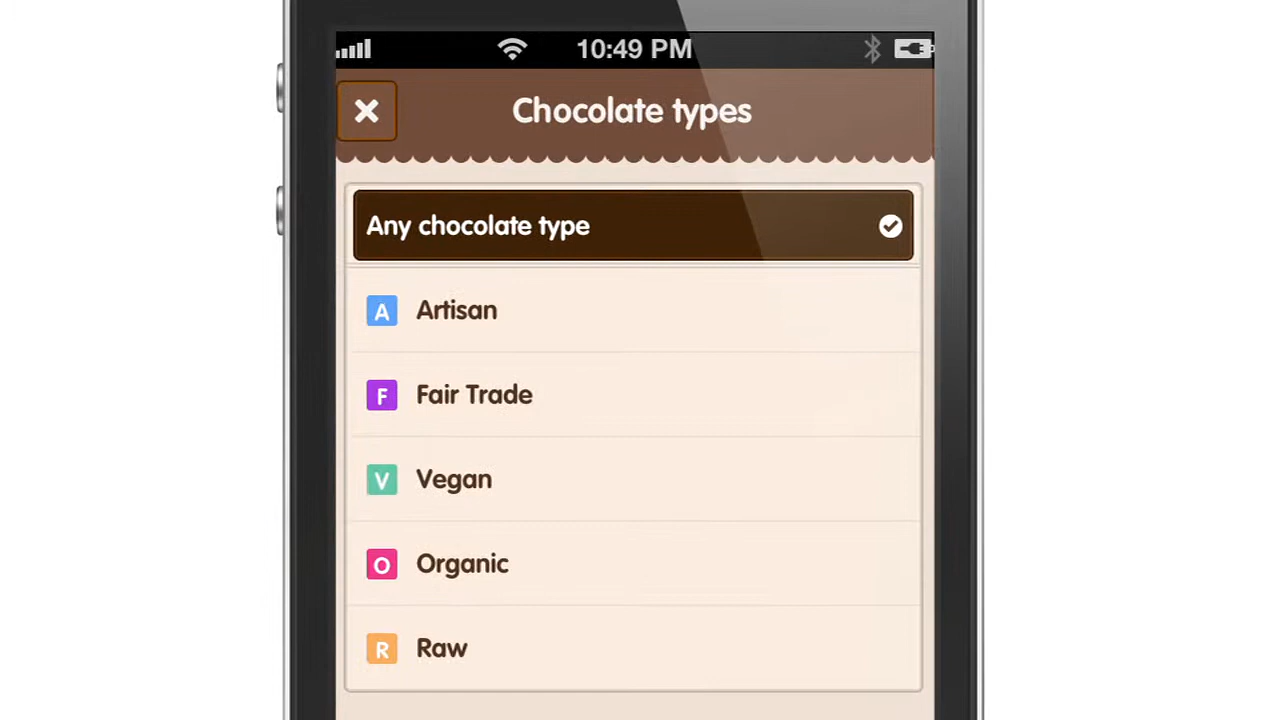 10:49 PM
Chocolate types
Any chocolate type
A Artisan
F Fair Trade
V Vegan
O Organic
R Raw